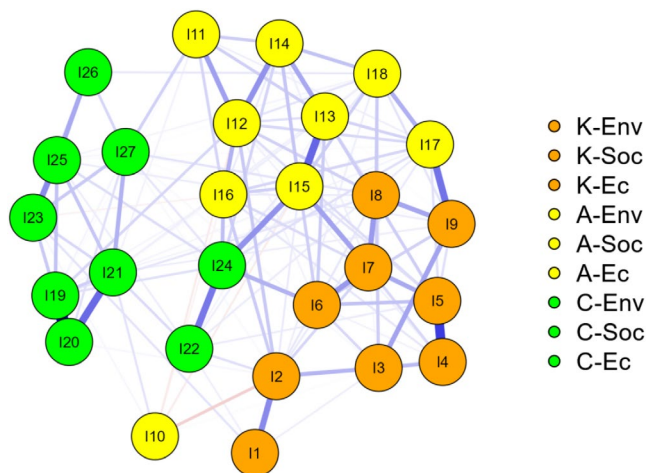 I11
I14
I26
I18
I12
I13
I17
I27
I25
I16
I15
I8
I23
I9
I24
I7
I21
I19
I6
I5
I20
I22
I2
I3
I4
I10
I1
K-Env
K-Soc
K-Ec
A-Env
A-Soc
A-Ec
C-Env
C-Soc
C-Ec